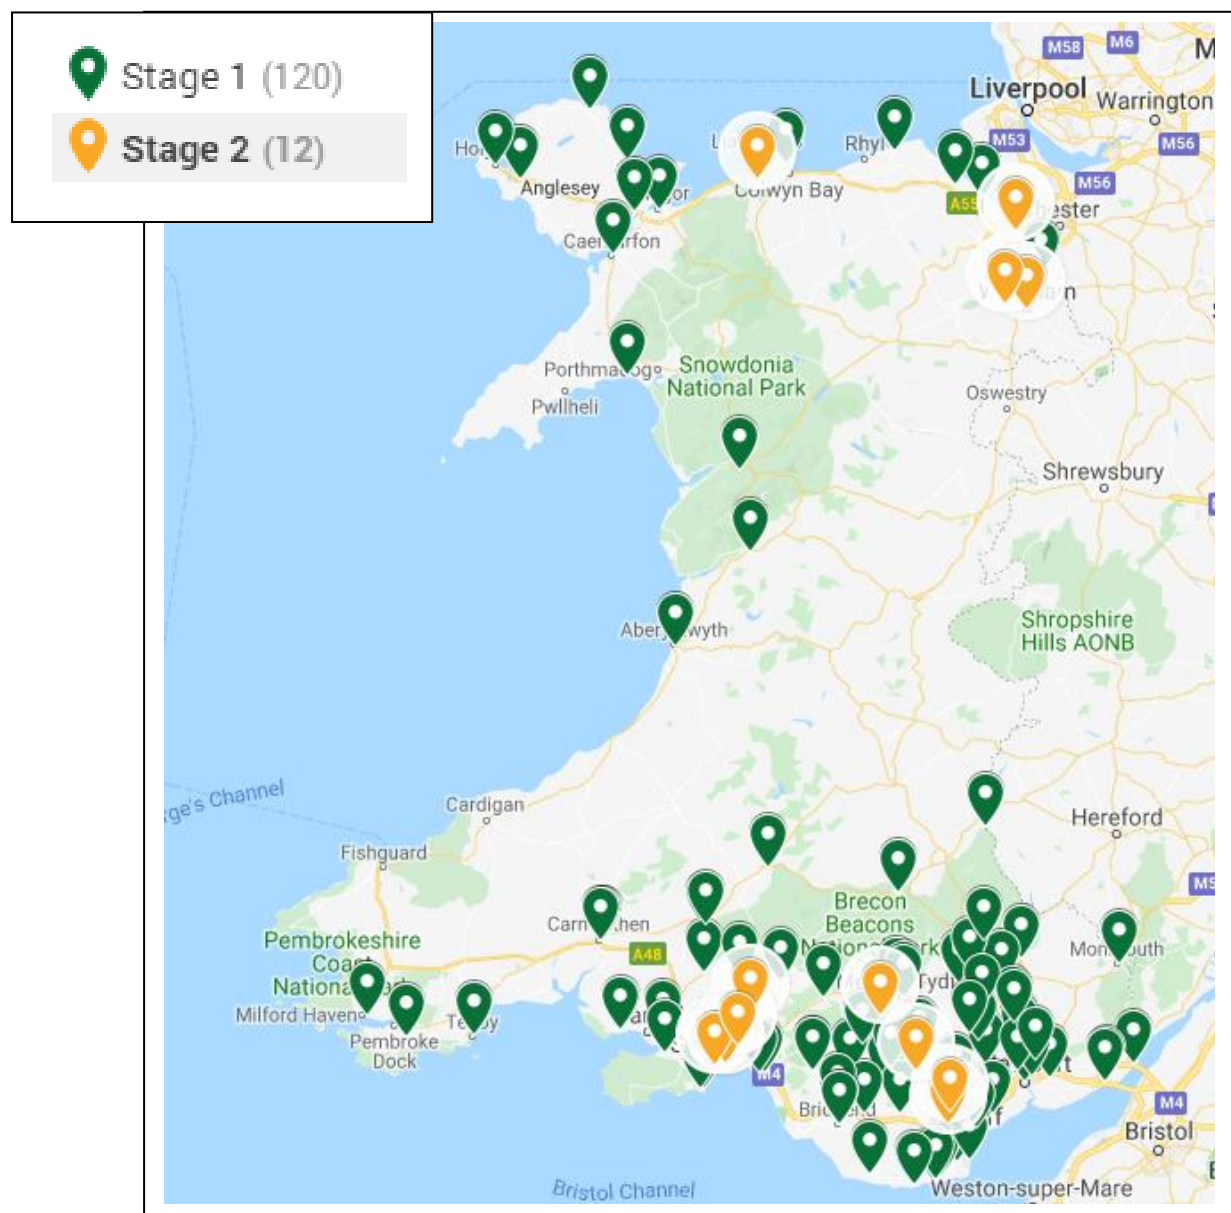 Stage 1 (120)
Stage 2 (12)
M58
M6
M
Liverpool
Warrington
M53
M56
M56
Rhyl
Anglesey
Colwyn Bay
A55
Porthmadog
Pwllheli
Snowdonia
National Park
Oswestry
Shrewsbury
Shropshire
Hills AONB
Cardigan
Hereford
Fishguard
Brecon
Beacons
Pembrokeshire
Coast
A48
Milford Haven
Pembroke
Dock
M4
M4
Bristol
Bristol Channel
Weston-super-Mare